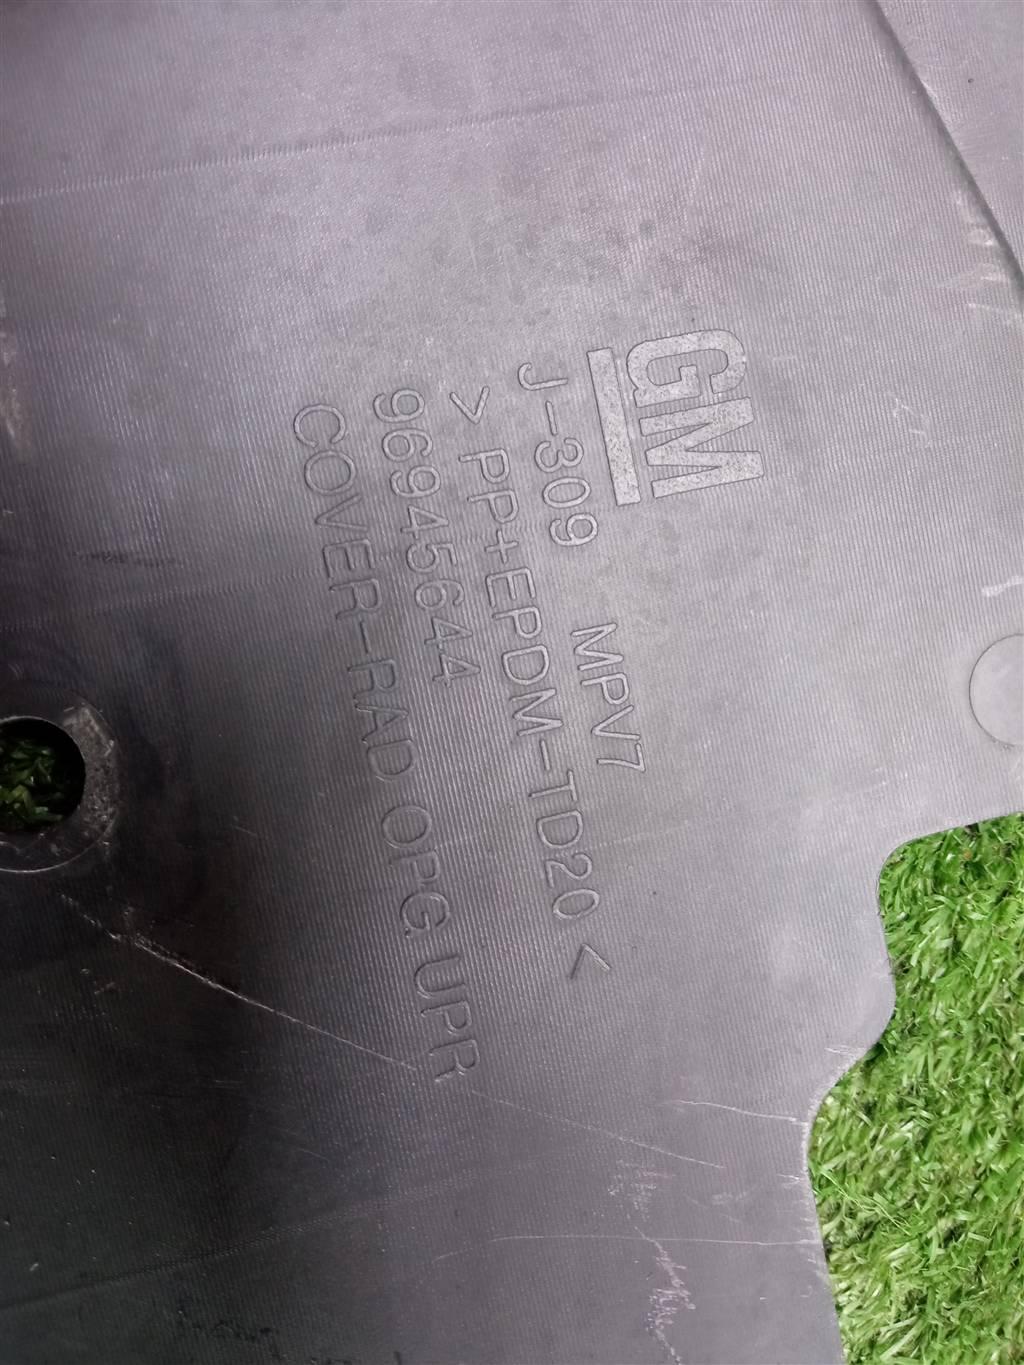 GM
J-309 MPV7
>PP+EPDM-TD20<
96945644
COVER-RAD OPG UPR